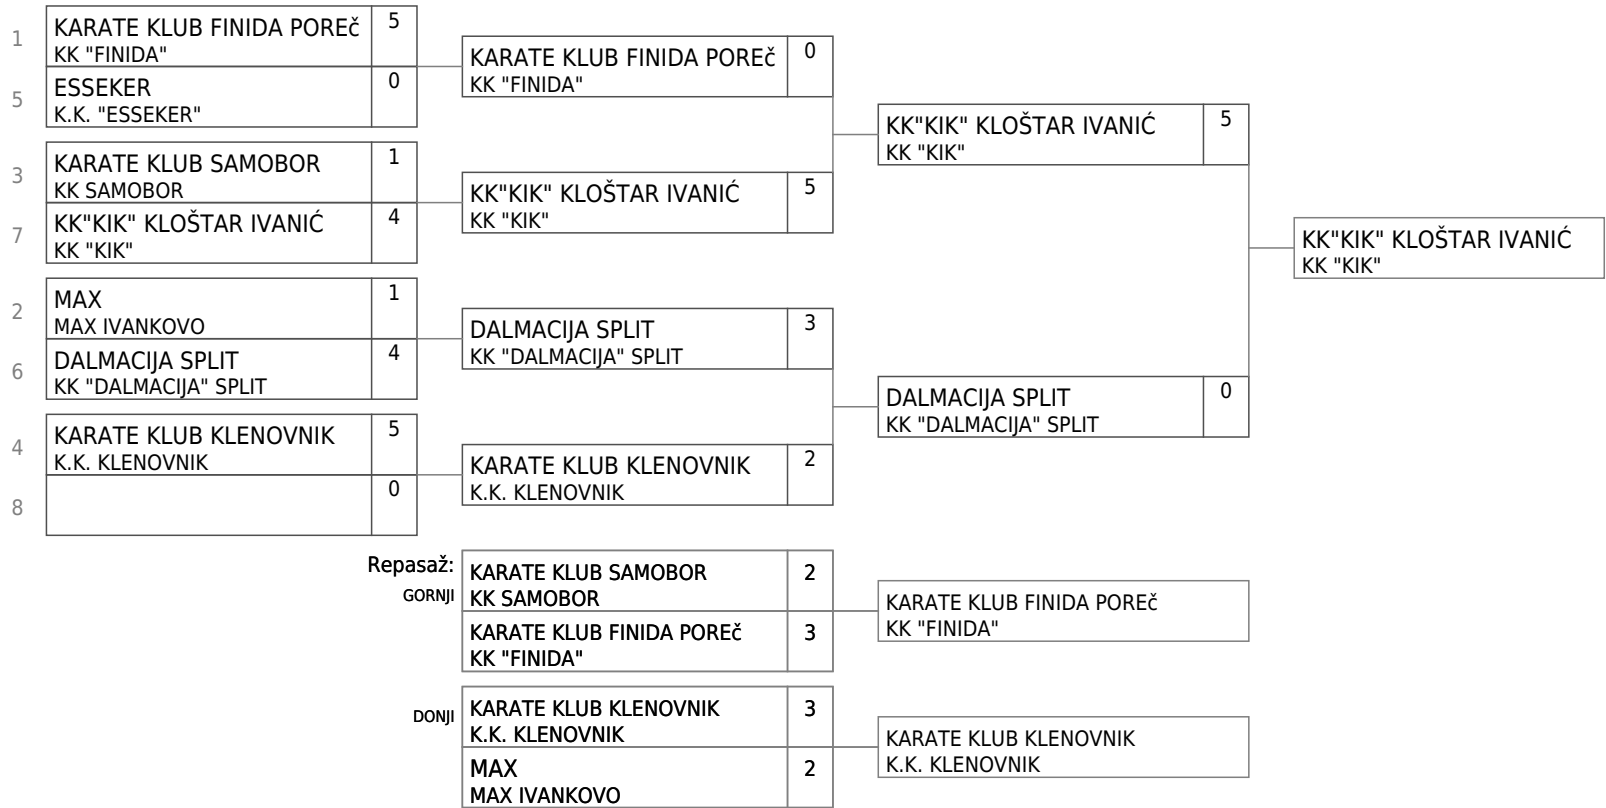 1
KARATE KLUB FINIDA POREč 5
KK "FINIDA"
5
ESSEKER 0
K.K. "ESSEKER"
3
KARATE KLUB SAMOBOR 1
KK SAMOBOR
7
KK"KIK" KLOŠTAR IVANIĆ 4
KK "KIK"
2
MAX 1
MAX IVANKOVO
6
DALMACIJA SPLIT 4
KK "DALMACIJA" SPLIT
4
KARATE KLUB KLENOVNIK 5
K.K. KLENOVNIK
8
0
KARATE KLUB FINIDA POREč 0
KK "FINIDA"
KK"KIK" KLOŠTAR IVANIĆ 5
KK "KIK"
DALMACIJA SPLIT 3
KK "DALMACIJA" SPLIT
KARATE KLUB KLENOVNIK 2
K.K. KLENOVNIK
KK"KIK" KLOŠTAR IVANIĆ 5
KK "KIK"
DALMACIJA SPLIT 0
KK "DALMACIJA" SPLIT
KK"KIK" KLOŠTAR IVANIĆ
KK "KIK"
Repasaž:
GORNJI
KARATE KLUB SAMOBOR 2
KK SAMOBOR
KARATE KLUB FINIDA POREč 3
KK "FINIDA"
KARATE KLUB FINIDA POREč
KK "FINIDA"
DONJI
KARATE KLUB KLENOVNIK 3
K.K. KLENOVNIK
MAX 2
MAX IVANKOVO
KARATE KLUB KLENOVNIK
K.K. KLENOVNIK